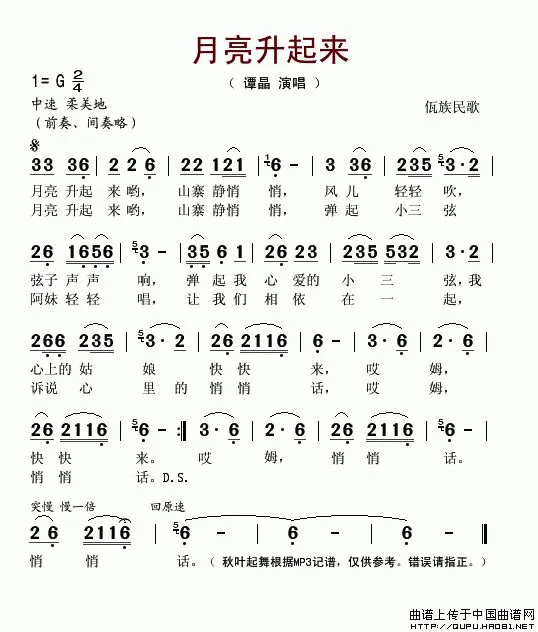 月亮升起来
（ 谭晶 演唱 ）
1= G 2/4
中速 柔美地
佤族民歌
（前奏、间奏略）
33 36 | 2 2 6 | 22 121 | 1 6 - | 3 36 | 235 5 3· 2 |
月亮 升起 来 哟， 山寨 静悄 悄， 风 儿 轻轻 吹，
月亮 升起 来 哟， 山寨 静悄 悄， 弹 起 小三 弦
26 1656 | 5 3 - | 35 6 1 | 26 23 | 235 532 | 3· 2 |
弦子 声 声 响， 弹 起 我 心 爱的 小 三 弦，我
阿妹 轻 轻 唱， 让 我 们 相 依 在 一 起，
266 235 | 5 3· 2 | 26 2116 | 6 - | 3· 6 | 2· 6 |
心上的 姑 娘 快 快 来， 哎 姆，
诉说 心 里 的 悄 悄 话， 哎 姆，
26 2116 | 5 6 - :| 3· 6 | 2· 6 | 26 2116 | 5 6 - |
快 快 来。 哎 姆， 悄 悄 话。
悄 悄 话。D.S.
突慢 慢一倍 回原速
2 6 2116 | 5 6 - | 6 - | 6 - ‖
悄 悄 话。（ 秋叶起舞根据MP3记谱，仅供参考。错误请指正。）
曲谱上传于中国曲谱网
HTTP://QUPU.HAO81.NET